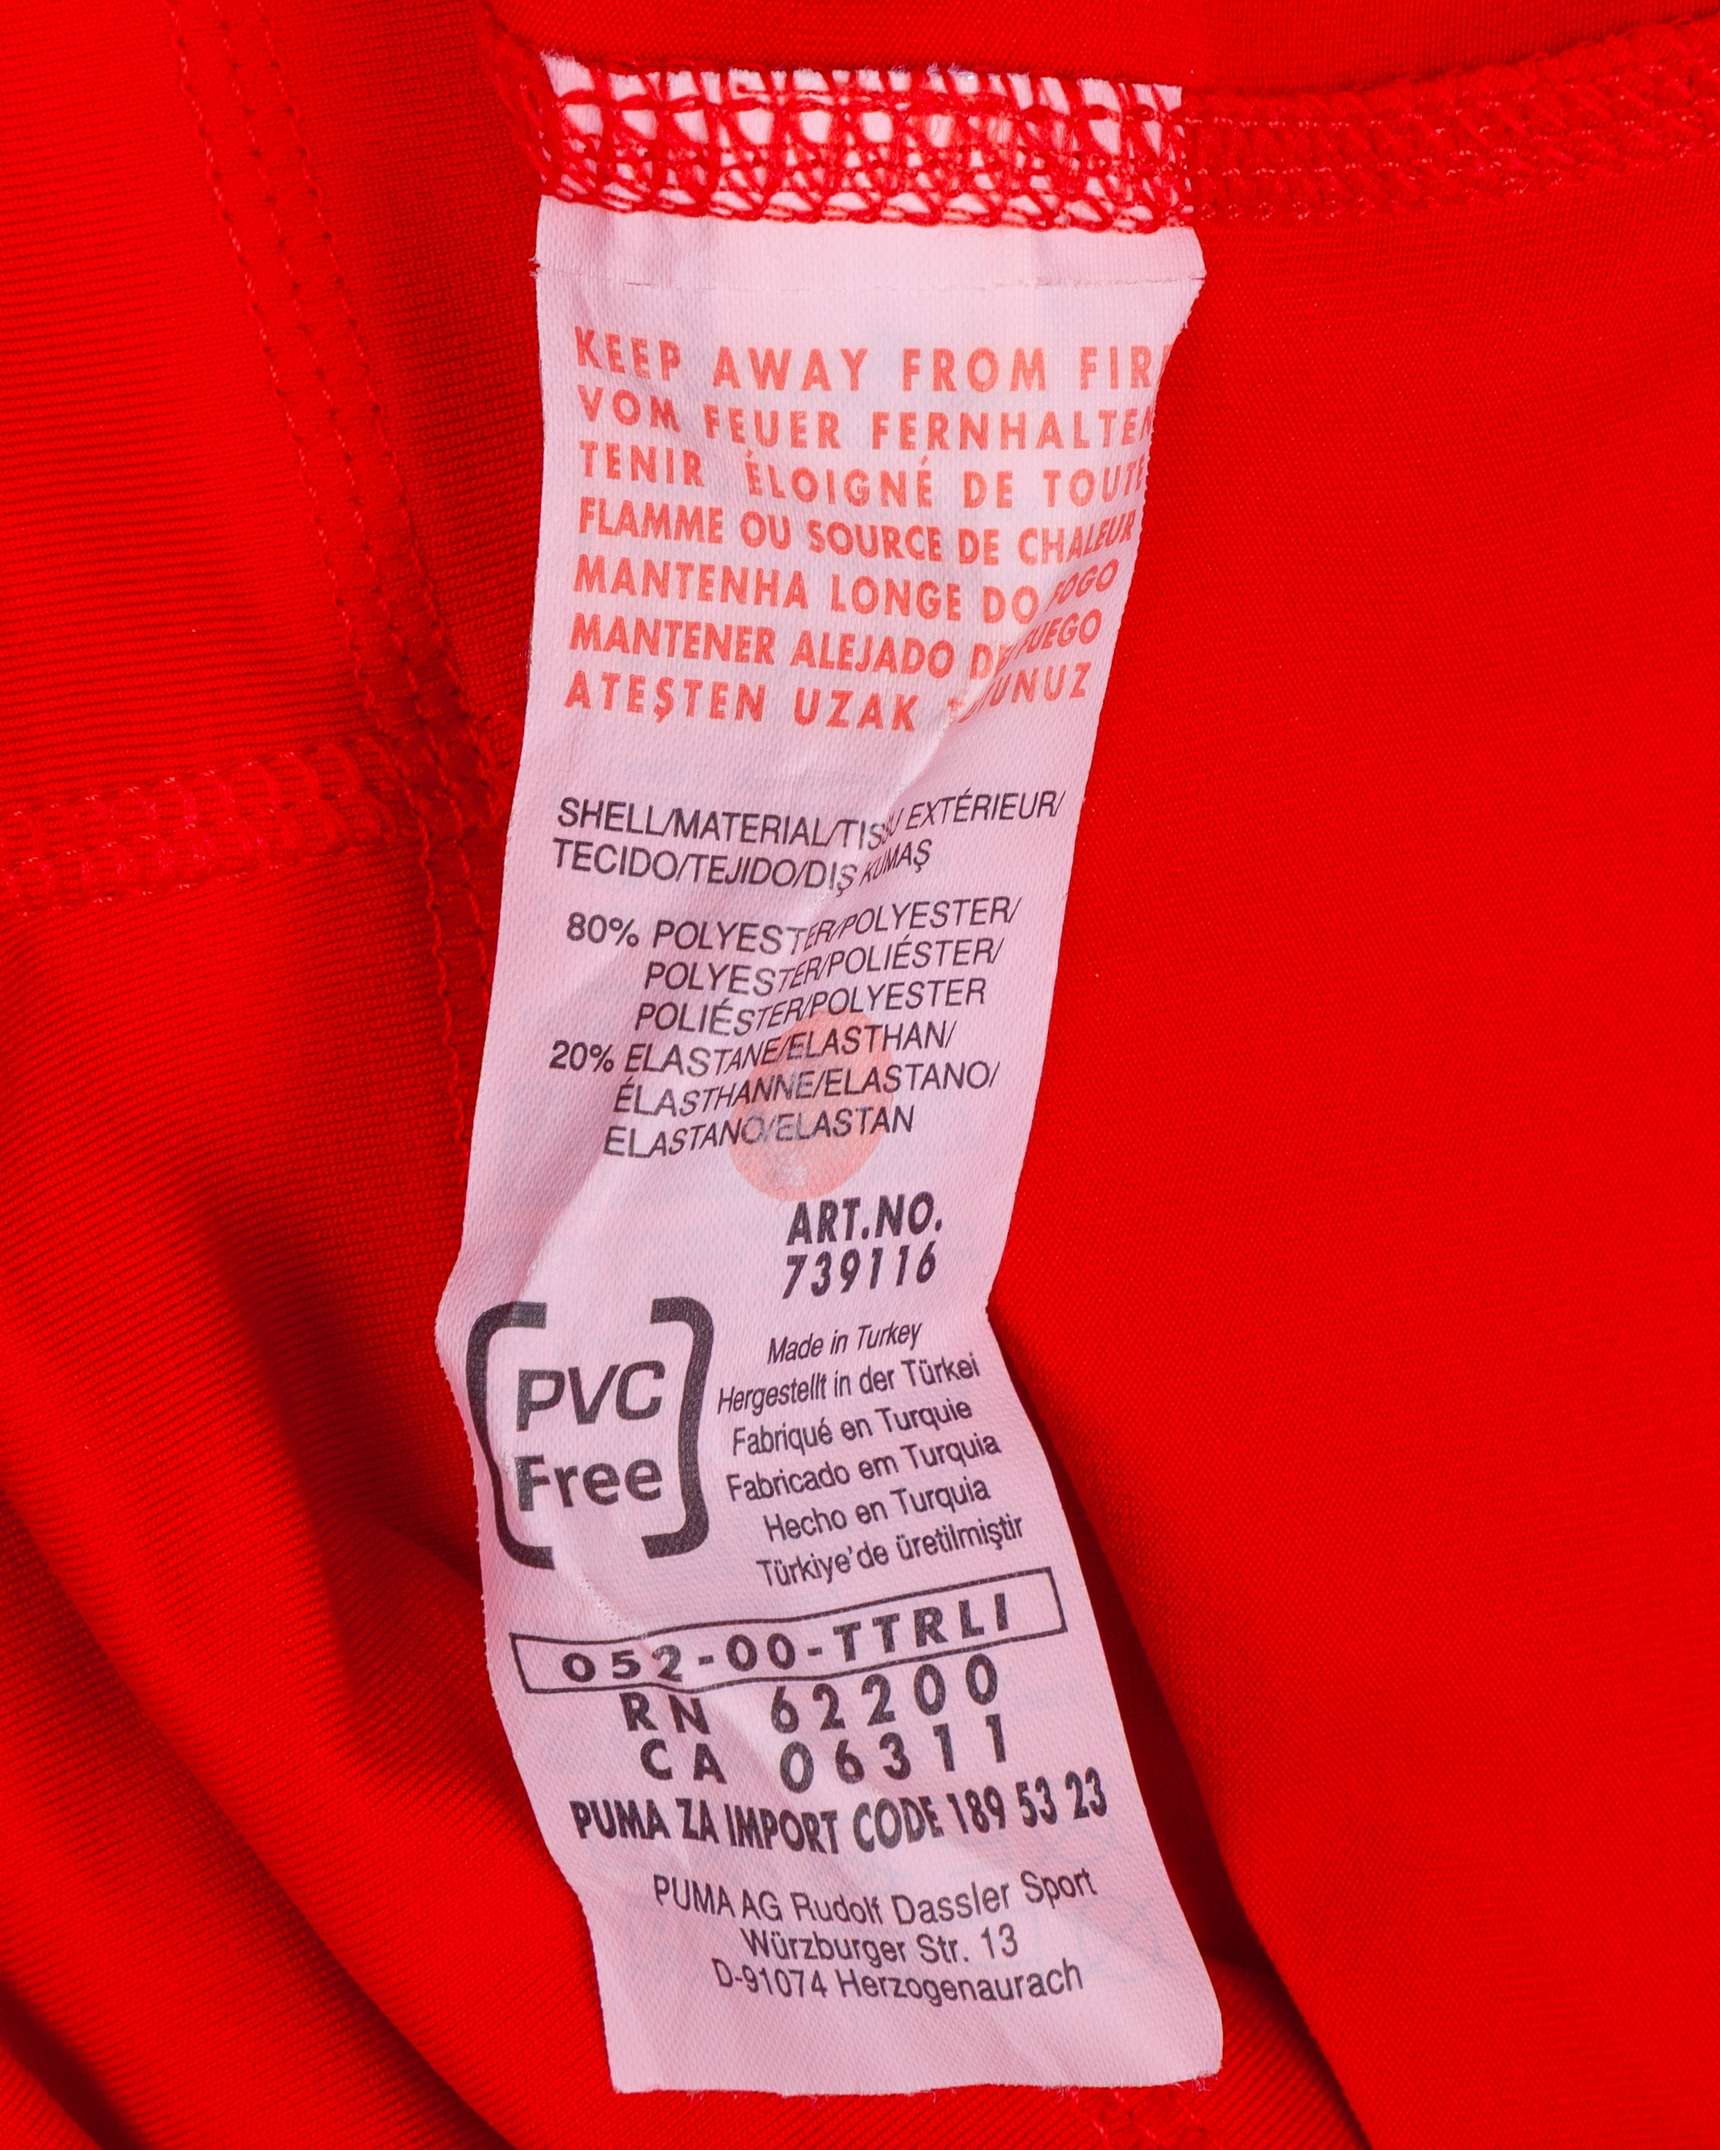 KEEP AWAY FROM FIR
VOM FEUER FERNHALTEN
TENIR ÉLOIGNÉ DE TOUTE
FLAMME OU SOURCE DE CHALEUR
MANTENHA LONGE DO FOGO
MANTENER ALEJADO DEL FUEGO
ATEŞTEN UZAK TUTUNUZ
SHELL/MATERIAL/TISSU EXTÉRIEUR/
TECIDO/TEJIDO/DIŞ KUMAŞ
80% POLYESTER/POLYESTER/
POLYESTER/POLIÉSTER/
POLIÉSTER/POLYESTER
20% ELASTANE/ELASTHAN/
ÉLASTHANNE/ELASTANO/
ELASTANO/ELASTAN
ART.NO.
739116
PVC
Free
Made in Turkey
Hergestellt in der Türkei
Fabriqué en Turquie
Fabricado em Turquia
Hecho en Turquia
Türkiye'de üretilmiştir
052-00-TTRLI
RN 62200
CA 06311
PUMA ZA IMPORT CODE 189 53 23
PUMA AG Rudolf Dassler Sport
Würzburger Str. 13
D-91074 Herzogenaurach